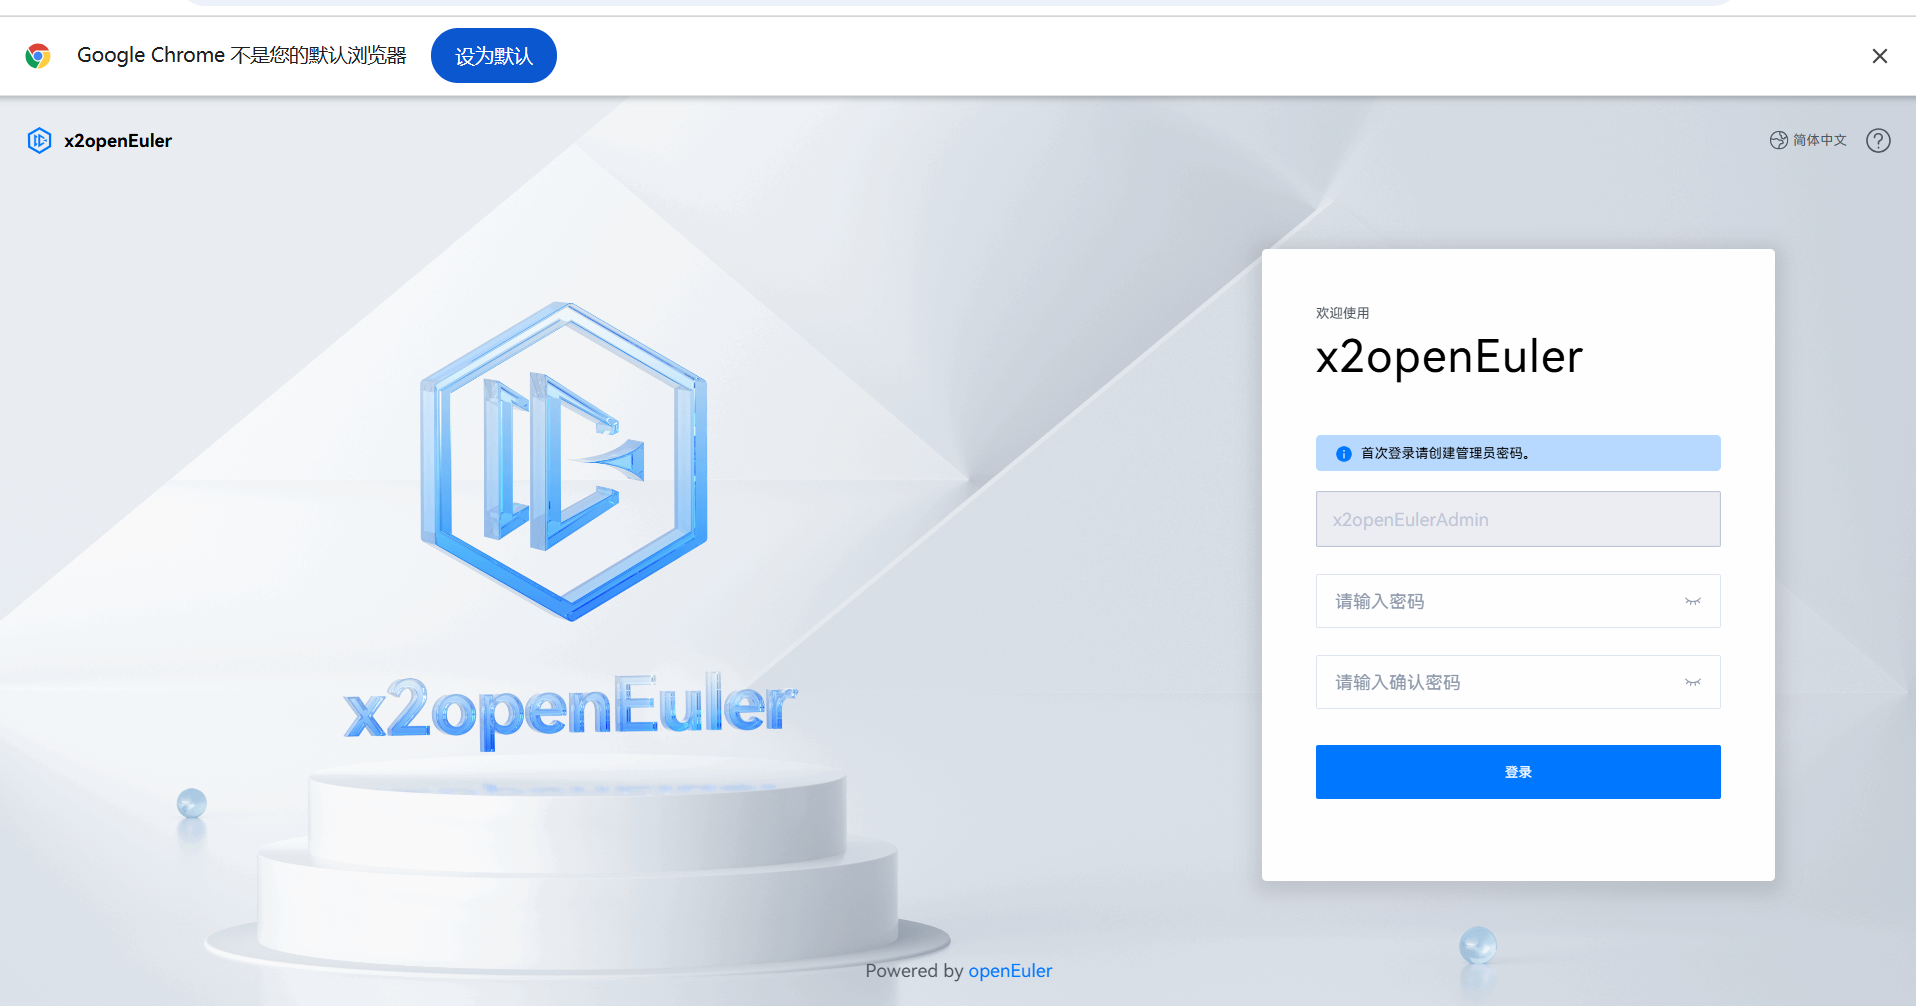 Google Chrome 不是您的默认浏览器
设为默认
x2openEuler
简体中文
欢迎使用
x2openEuler
首次登录请创建管理员密码。
x2openEulerAdmin
请输入密码
请输入确认密码
登录
x2openEuler
Powered by openEuler